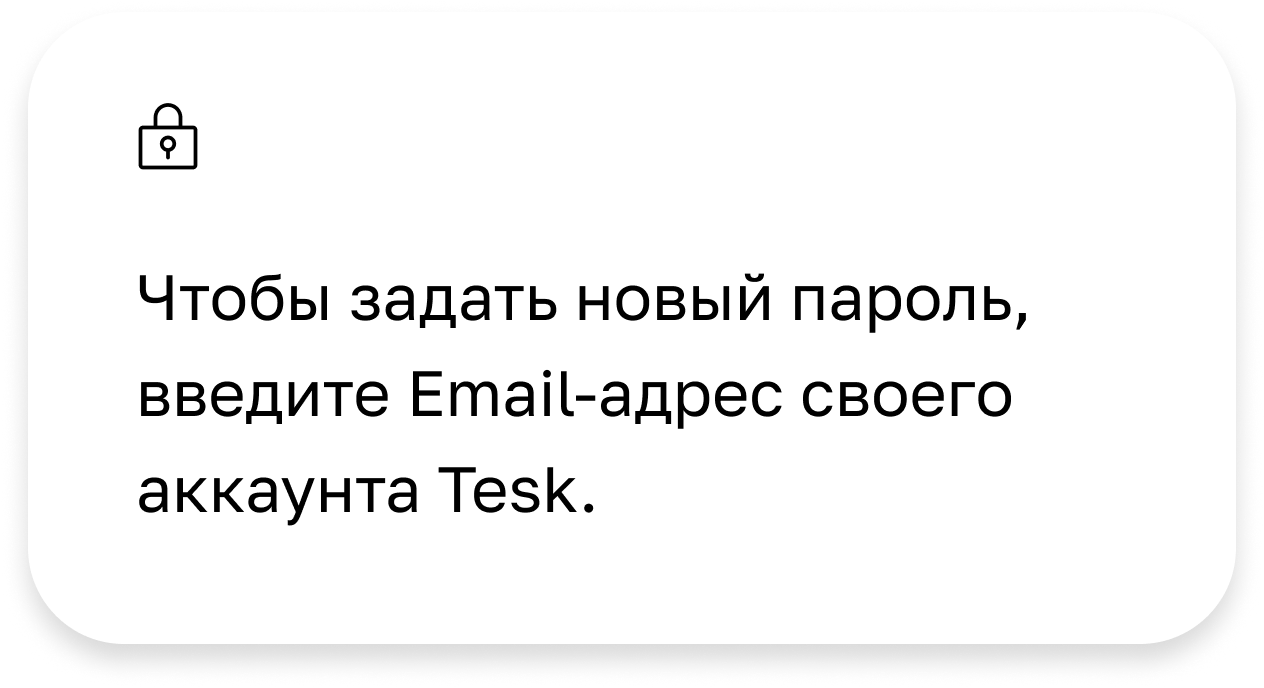 Чтобы задать новый пароль,
введите Email-адрес своего
аккаунта Tesk.